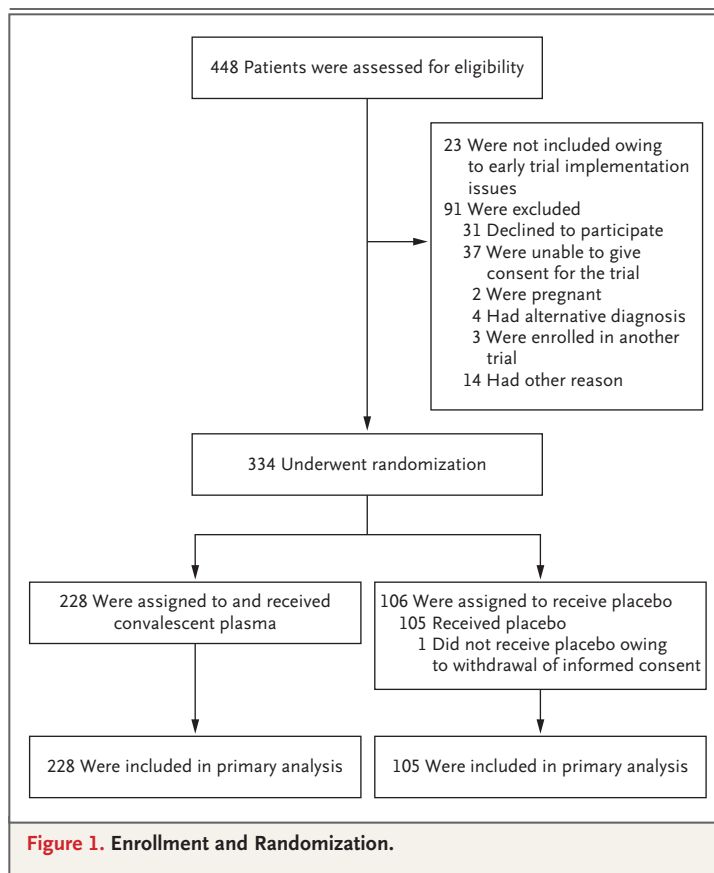 448 Patients were assessed for eligibility
23 Were not included owing
to early trial implementation
issues
91 Were excluded
31 Declined to participate
37 Were unable to give
consent for the trial
2 Were pregnant
4 Had alternative diagnosis
3 Were enrolled in another
trial
14 Had other reason
334 Underwent randomization
228 Were assigned to and received
convalescent plasma
106 Were assigned to receive placebo
105 Received placebo
1 Did not receive placebo owing
to withdrawal of informed consent
228 Were included in primary analysis
105 Were included in primary analysis
Figure 1. Enrollment and Randomization.